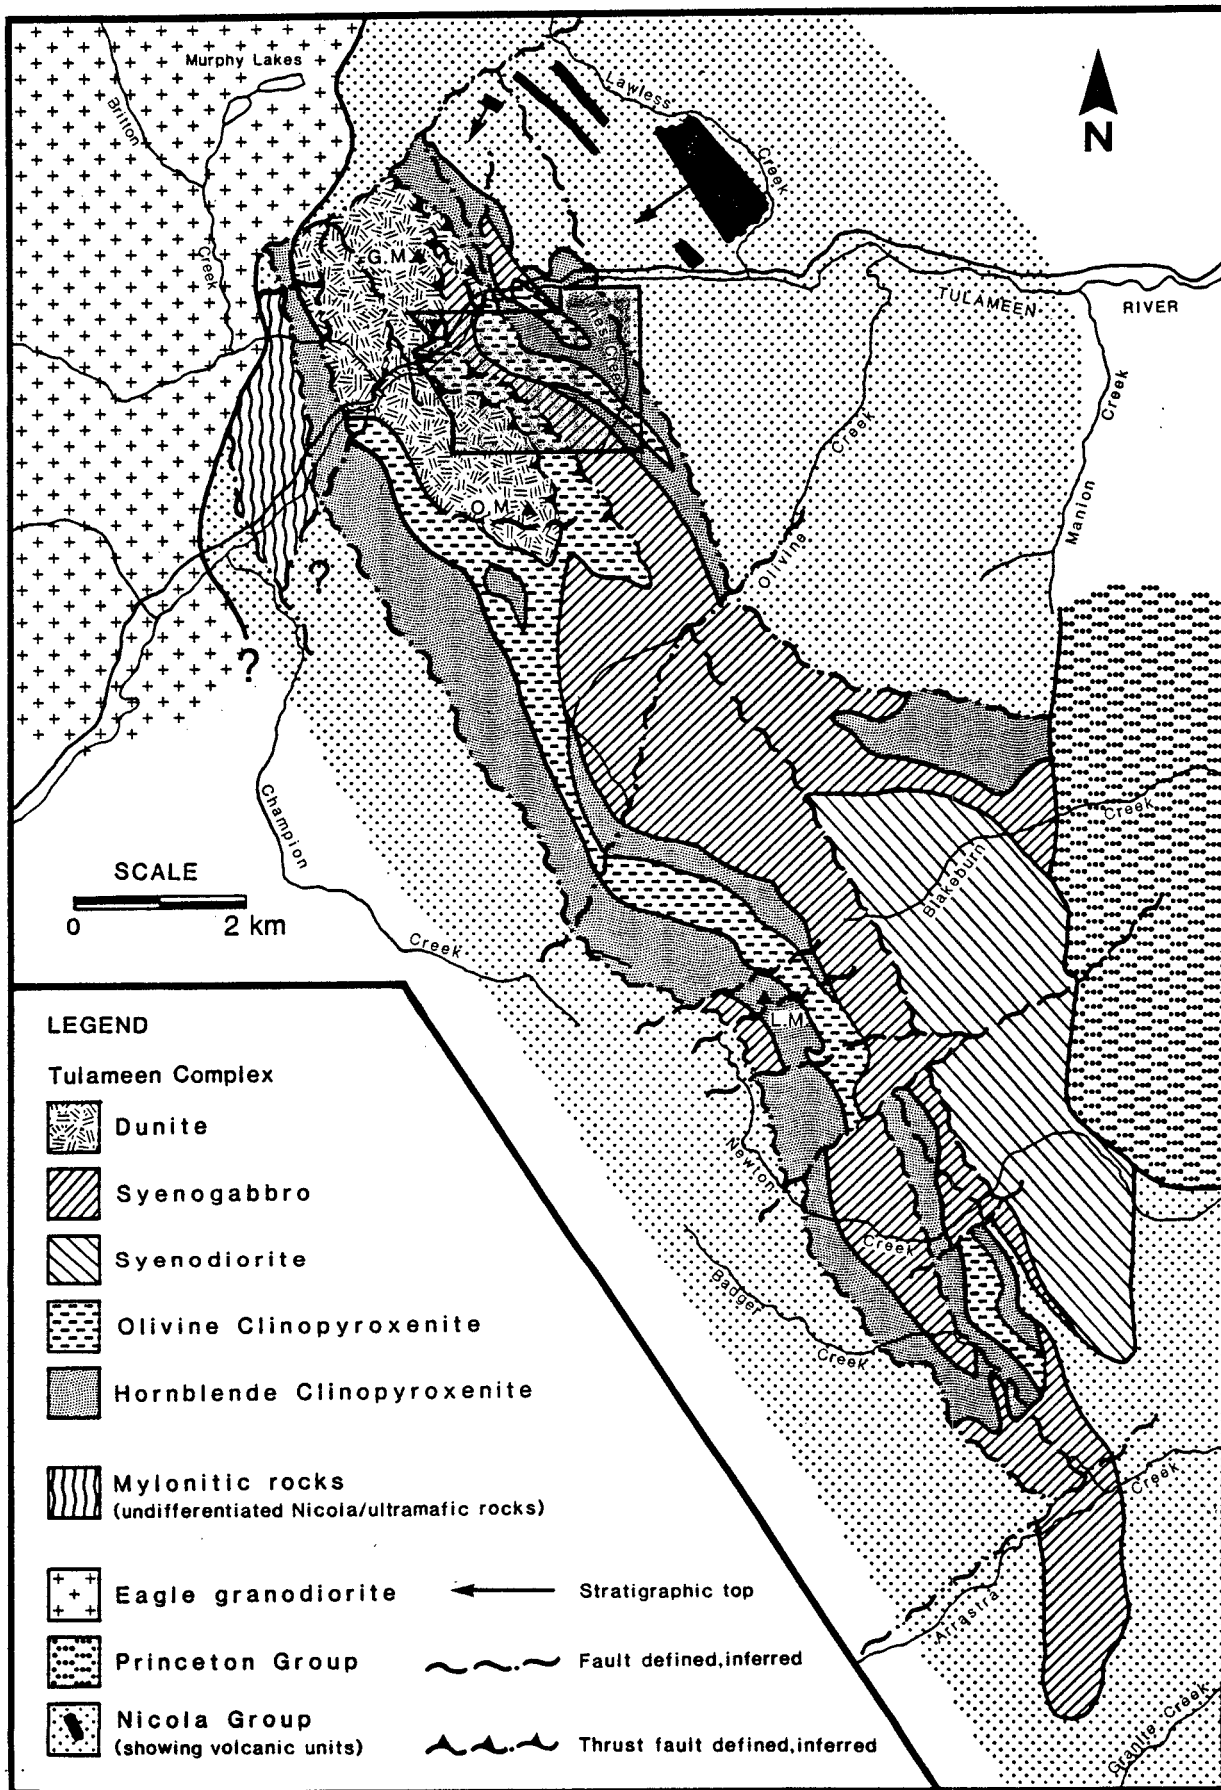 Murphy Lakes
Britton
Creek
Lawless
Creek
N
G.M.
TULAMEEN
RIVER
Creek
Olivine
Manion Creek
O.M.
?
?
Champion
Creek
SCALE
0 2 km
Creek
Blakeburn
L.M.
Newton
Creek
Badger
Creek
Creek
Arrastra
Granite Creek
LEGEND
Tulameen Complex
Dunite
Syenogabbro
Syenodiorite
Olivine Clinopyroxenite
Hornblende Clinopyroxenite
Mylonitic rocks
(undifferentiated Nicola/ultramafic rocks)
Eagle granodiorite
Stratigraphic top
Princeton Group
Fault defined,inferred
Nicola Group
(showing volcanic units)
Thrust fault defined,inferred